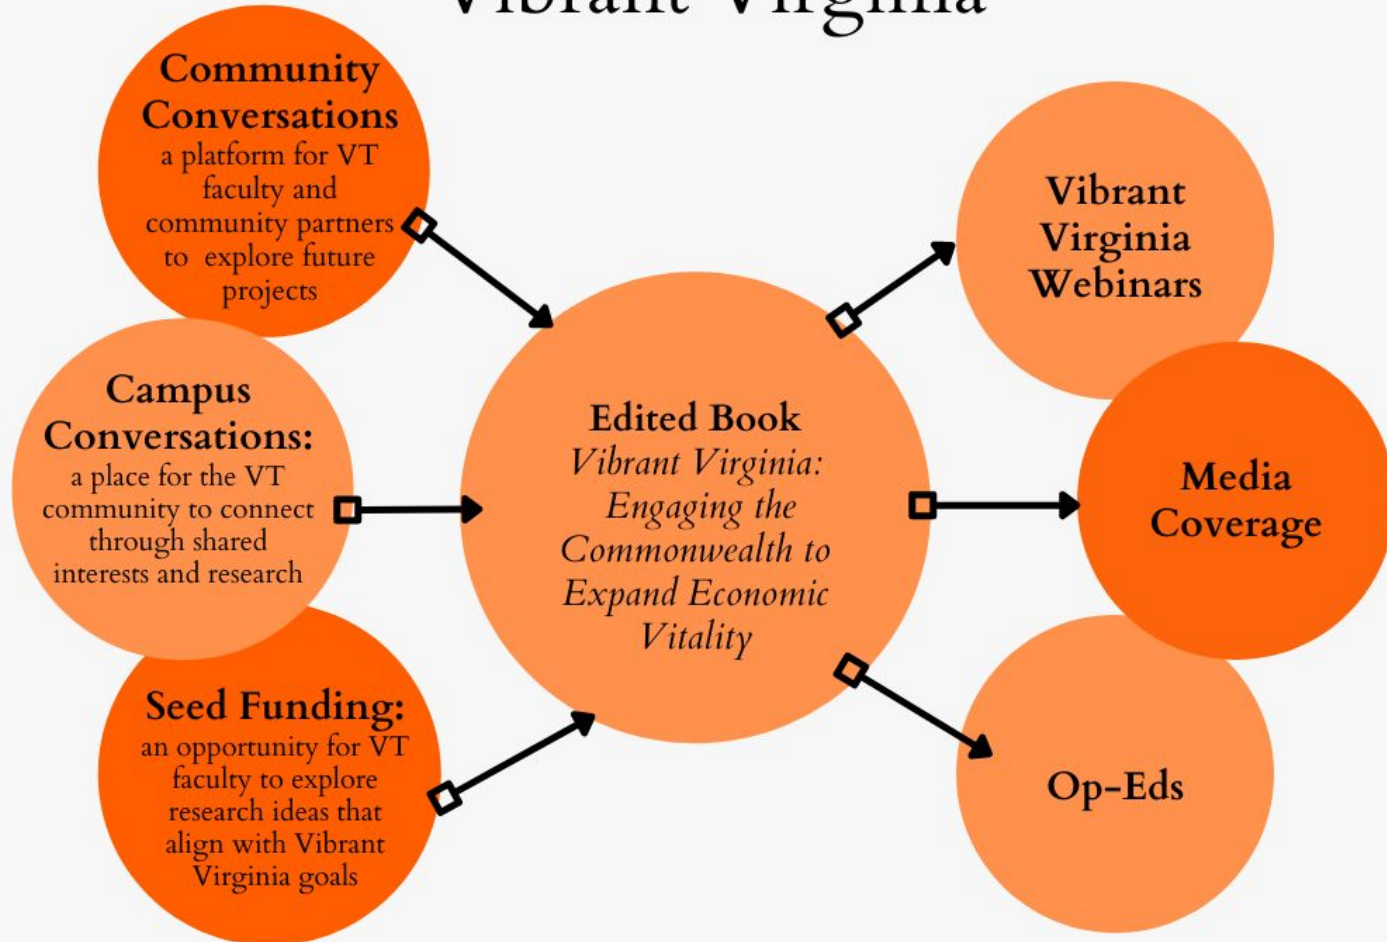 Vibrant Virginia
Community
Conversations
a platform for VT
faculty and
community partners
to explore future
projects
Campus
Conversations:
a place for the VT
community to connect
through shared
interests and research
Seed Funding:
an opportunity for VT
faculty to explore
research ideas that
align with Vibrant
Virginia goals
Edited Book
Vibrant Virginia:
Engaging the
Commonwealth to
Expand Economic
Vitality
Vibrant
Virginia
Webinars
Media
Coverage
Op-Eds